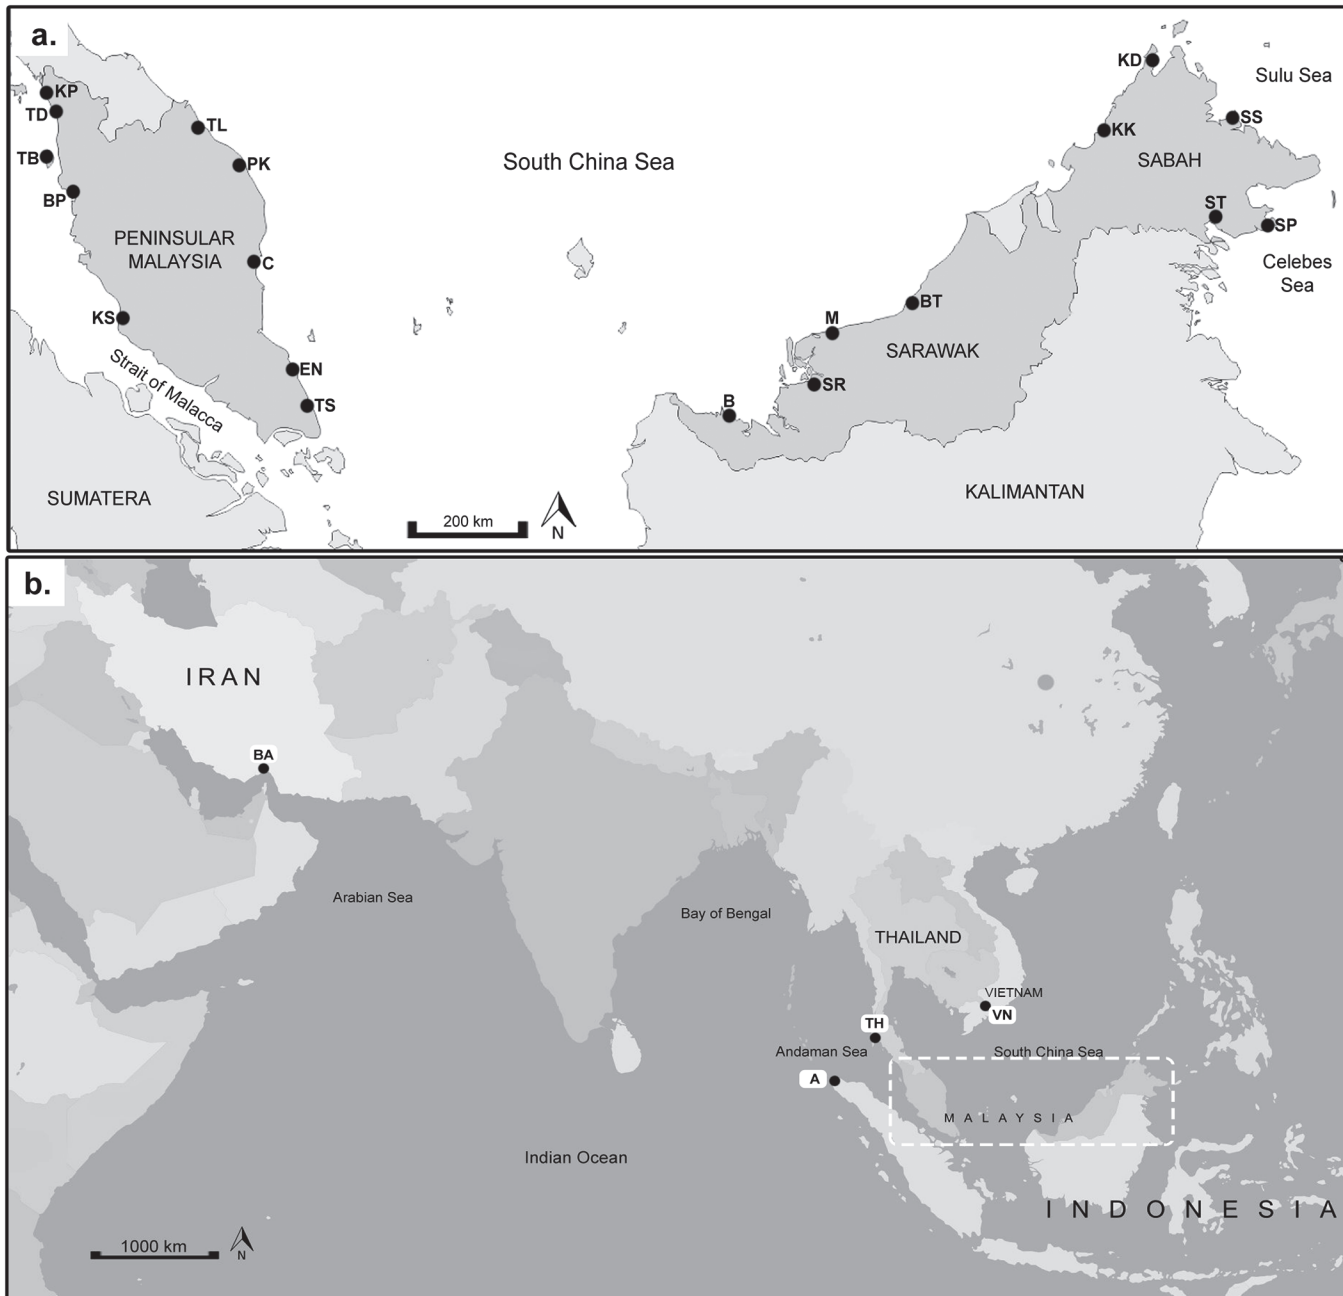 a.
KD
Sulu Sea
KP
TD
TL
SS
KK
TB
PK
South China Sea
SABAH
BP
ST
SP
PENINSULAR
MALAYSIA
C
Celebes
Sea
BT
KS
M
SARAWAK
Strait of Malacca
EN
SR
TS
B
SUMATERA
KALIMANTAN
200 km
N
b.
IRAN
BA
Arabian Sea
Bay of Bengal
THAILAND
VIETNAM
VN
TH
Andaman Sea
South China Sea
A
MALAYSIA
Indian Ocean
INDONESIA
1000 km
N